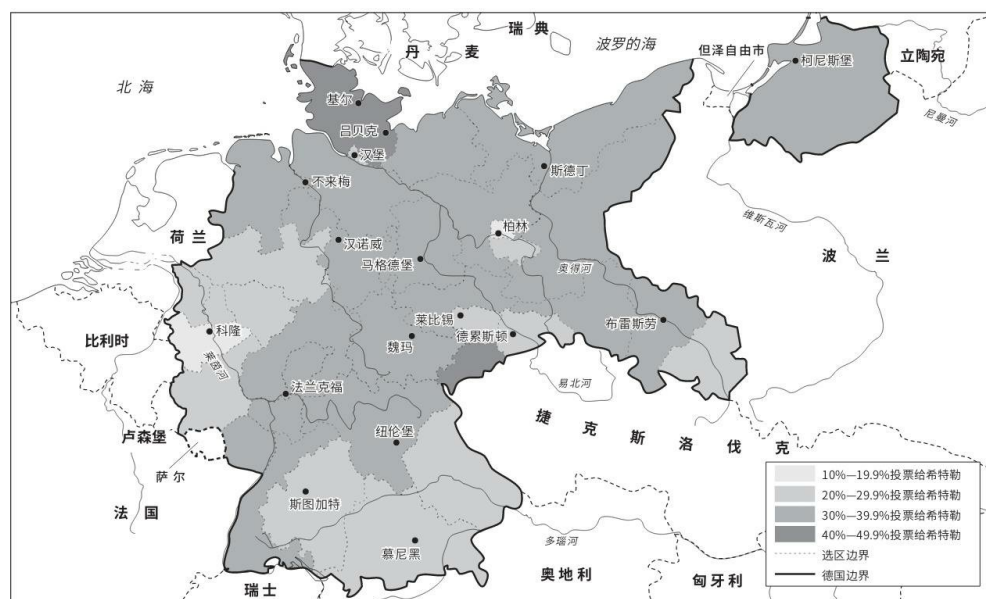 瑞典
丹麦
波罗的海
但泽自由市
立陶宛
柯尼斯堡
北海
基尔
尼曼河
吕贝克
汉堡
斯德丁
不来梅
维斯瓦河
柏林
荷兰
汉诺威
波兰
马格德堡
奥得河
莱比锡
布雷斯劳
科隆
德累斯顿
比利时
魏玛
莱茵河
易北河
法兰克福
捷克斯洛伐克
卢森堡
纽伦堡
萨尔
斯图加特
法国
慕尼黑
多瑙河
奥地利
匈牙利
瑞士
10%—19.9%投票给希特勒
20%—29.9%投票给希特勒
30%—39.9%投票给希特勒
40%—49.9%投票给希特勒
选区边界
德国边界